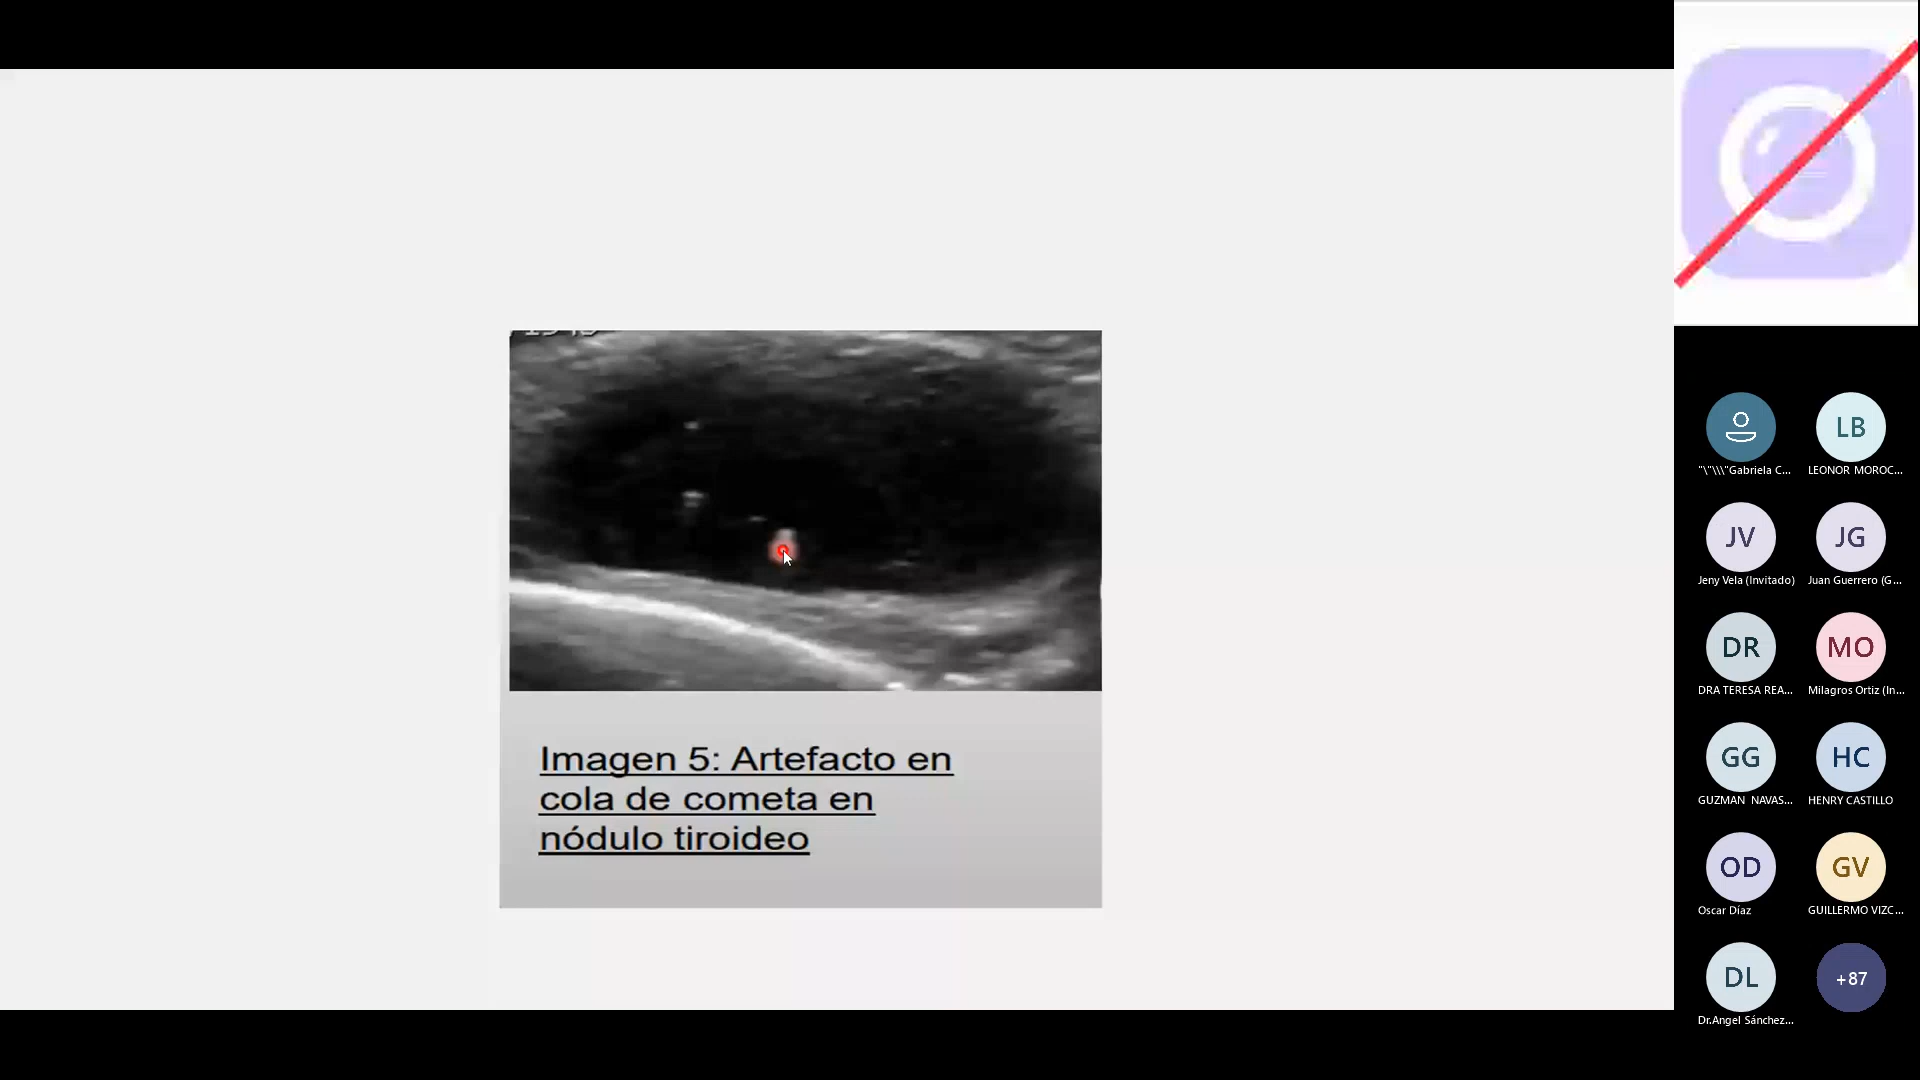 Imagen 5: Artefacto en
cola de cometa en
nódulo tiroideo
LB
"\"\\\"Gabriela C...
LEONOR MOROC...
JV
JG
Jeny Vela (Invitado)
Juan Guerrero (G...
DR
MO
DRA TERESA REA...
Milagros Ortiz (In...
GG
HC
GUZMAN NAVAS...
HENRY CASTILLO
OD
GV
Oscar Díaz
GUILLERMO VIZC...
DL
+87
Dr.Angel Sánchez...